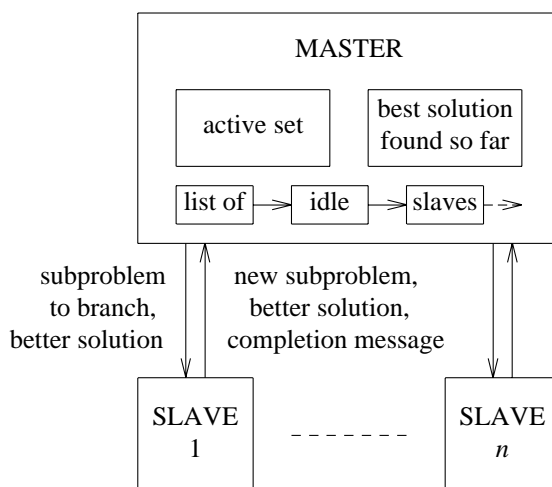 MASTER
active set
best solution
found so far
list of
idle
slaves
subproblem
to branch,
better solution
new subproblem,
better solution,
completion message
SLAVE
1
SLAVE
n